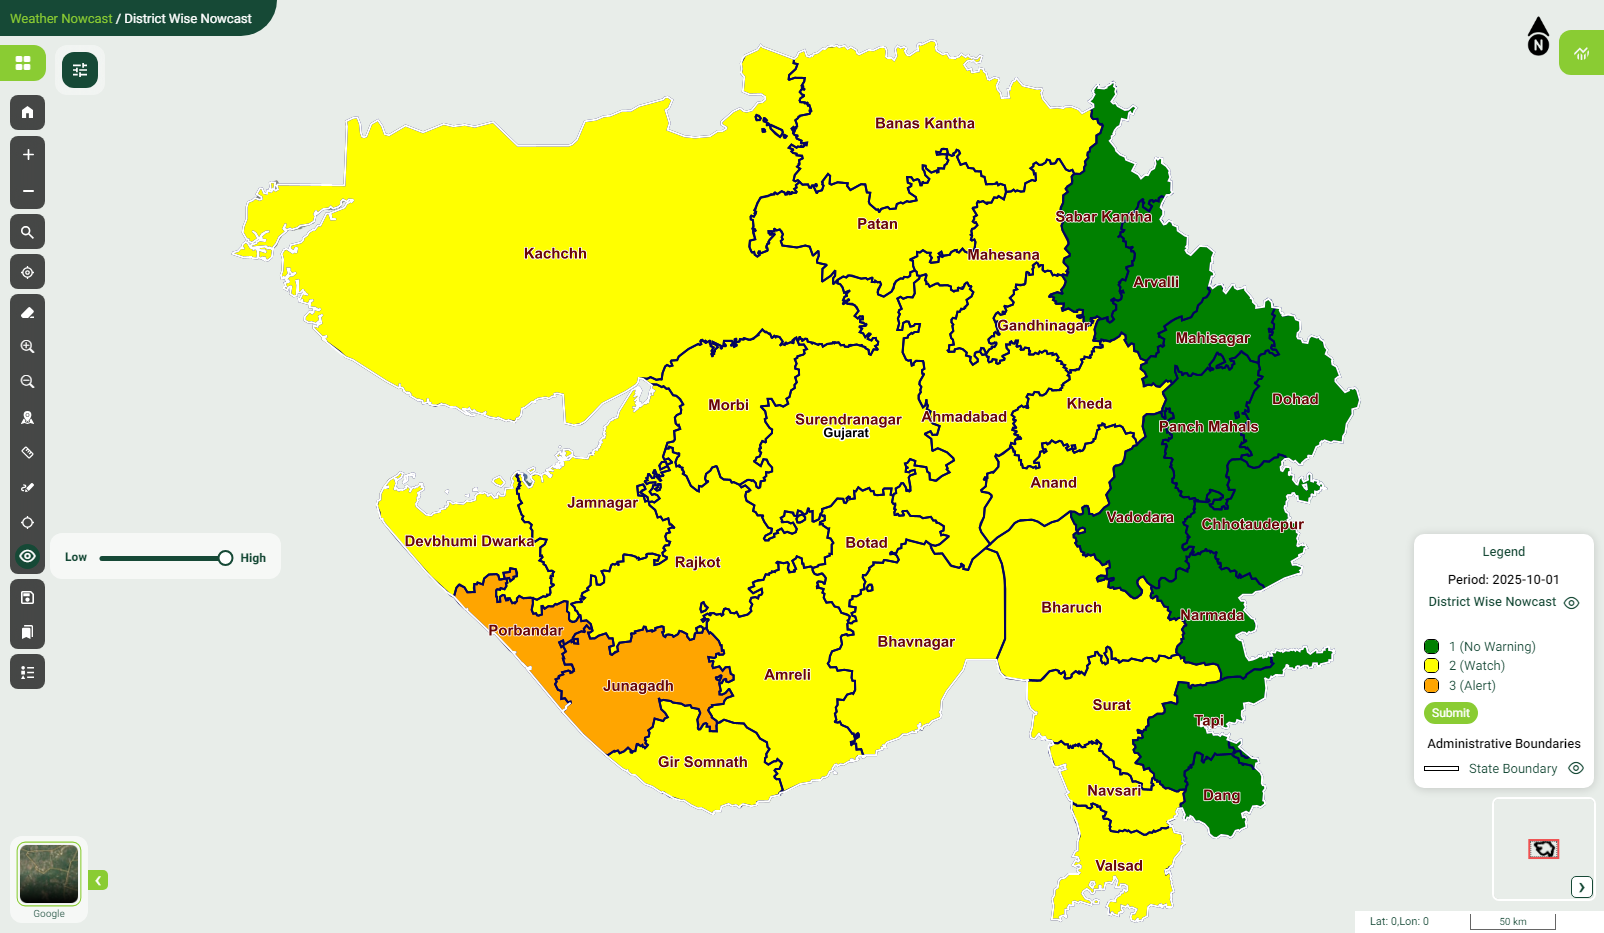 Weather Nowcast / District Wise Nowcast
N
Banas Kantha
Sabar Kantha
Patan
Kachchh
Mahesana
Arvalli
Gandhinagar
Mahisagar
Dohad
Morbi
Kheda
Surendranagar
Ahmadabad
Gujarat
Panch Mahals
Anand
Jamnagar
Vadodara
Chhotaudepur
Devbhumi Dwarka
Botad
Low
High
Rajkot
Bharuch
Narmada
Porbandar
Bhavnagar
Junagadh
Amreli
Surat
Tapi
Gir Somnath
Navsari
Dang
Valsad
Legend
Period: 2025-10-01
District Wise Nowcast
1 (No Warning)
2 (Watch)
3 (Alert)
Submit
Administrative Boundaries
State Boundary
Google
Lat: 0,Lon: 0
50 km